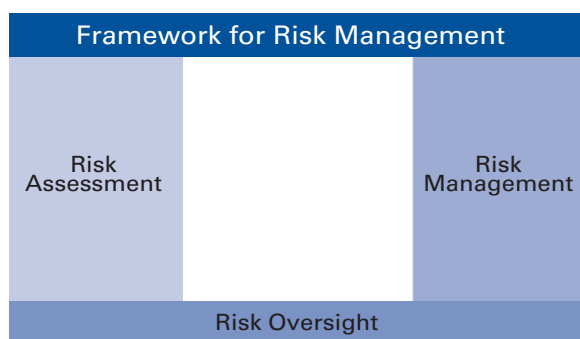 Framework for Risk Management
Risk
Assessment
Risk
Management
Risk Oversight